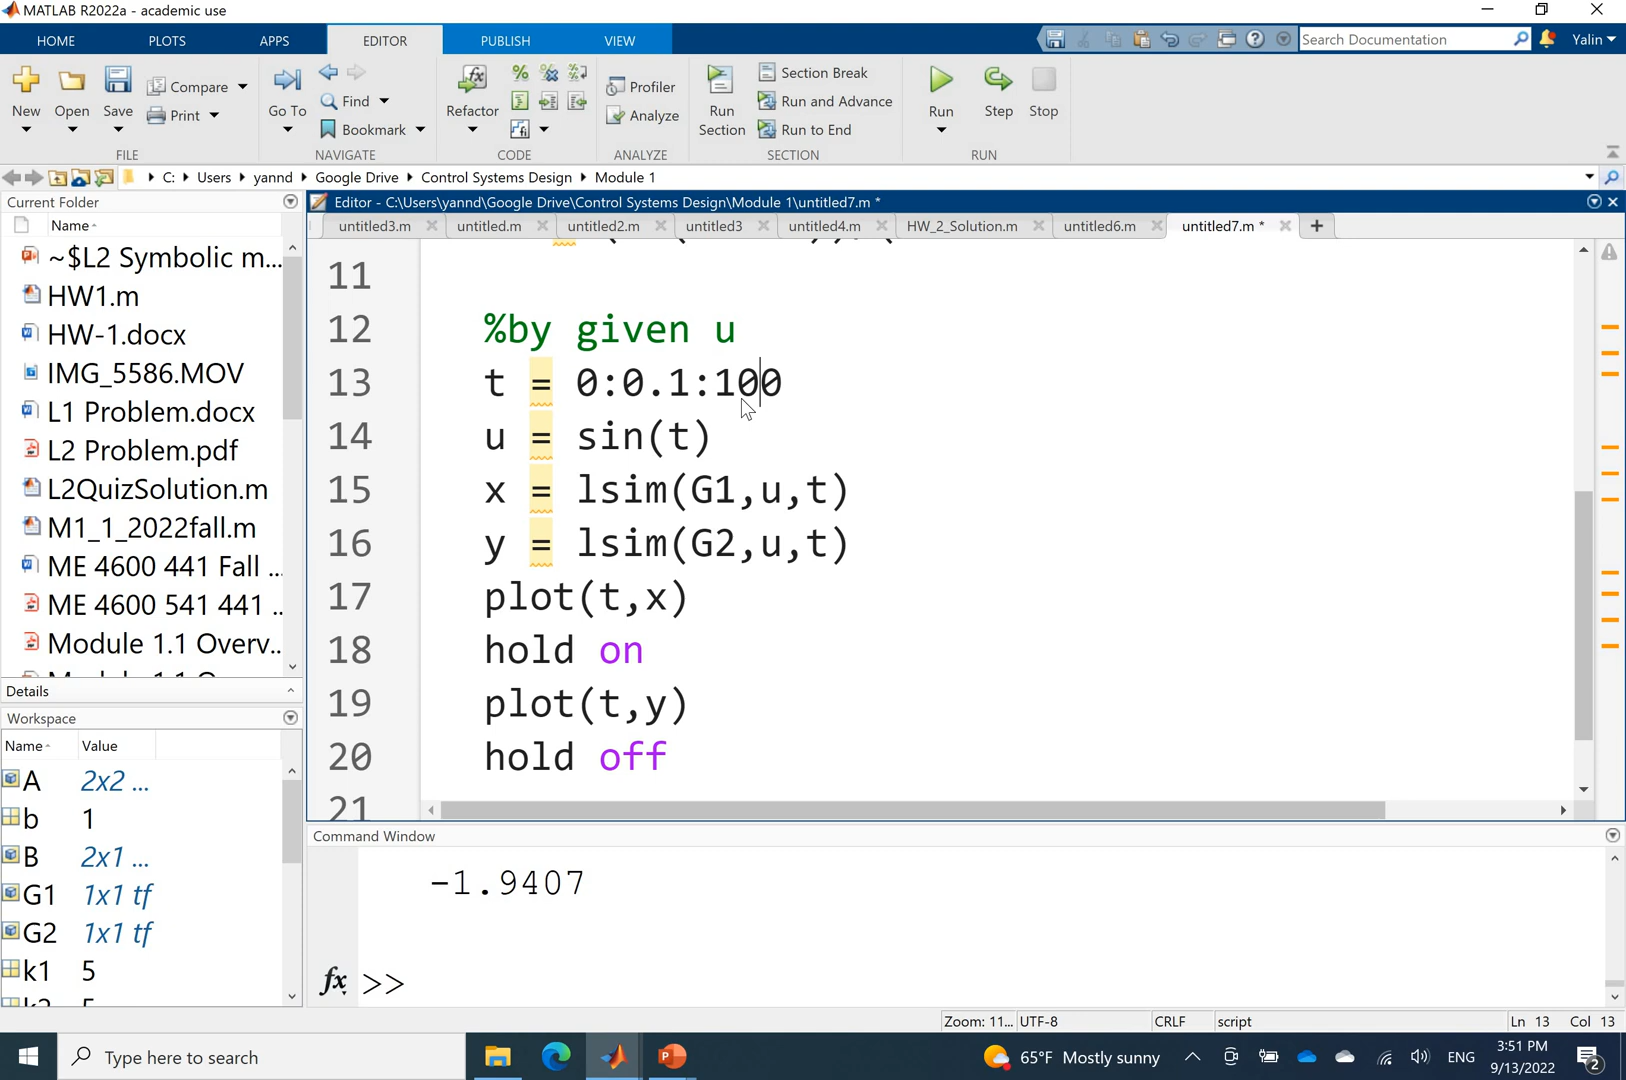 MATLAB R2022a - academic use
HOME PLOTS APPS EDITOR PUBLISH VIEW Search Documentation Yalin
New Open Save Compare Print
Go To Find Bookmark
Refactor Profiler Analyze
Run Section Section Break Run and Advance Run to End
Run Step Stop
FILE NAVIGATE CODE ANALYZE SECTION RUN
C: Users yannd Google Drive Control Systems Design Module 1
Current Folder
Name
~$L2 Symbolic m...
HW1.m
HW-1.docx
IMG_5586.MOV
L1 Problem.docx
L2 Problem.pdf
L2QuizSolution.m
M1_1_2022fall.m
ME 4600 441 Fall ...
ME 4600 541 441 ..
Module 1.1 Overv...
Details
Workspace
Name Value
A 2x2 ...
b 1
B 2x1 ...
G1 1x1 tf
G2 1x1 tf
k1 5
Editor - C:\Users\yannd\Google Drive\Control Systems Design\Module 1\untitled7.m *
untitled3.m untitled.m untitled2.m untitled3 untitled4.m HW_2_Solution.m untitled6.m untitled7.m *
11
12 %by given u
13 t = 0:0.1:100
14 u = sin(t)
15 x = lsim(G1,u,t)
16 y = lsim(G2,u,t)
17 plot(t,x)
18 hold on
19 plot(t,y)
20 hold off
21
Command Window
-1.9407
fx >>
Zoom: 11... UTF-8 CRLF script Ln 13 Col 13
Type here to search
65°F Mostly sunny
ENG
3:51 PM
9/13/2022
2